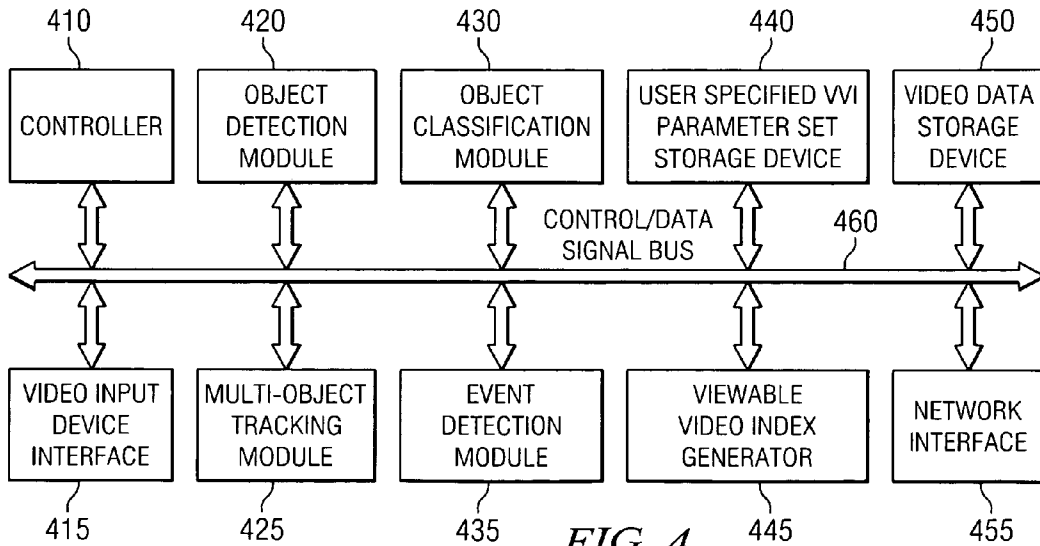 410
420
430
440
450
CONTROLLER
OBJECT
DETECTION
MODULE
OBJECT
CLASSIFICATION
MODULE
USER SPECIFIED VVI
PARAMETER SET
STORAGE DEVICE
VIDEO DATA
STORAGE
DEVICE
CONTROL/DATA
SIGNAL BUS
460
VIDEO INPUT
DEVICE
INTERFACE
MULTI-OBJECT
TRACKING
MODULE
EVENT
DETECTION
MODULE
VIEWABLE
VIDEO INDEX
GENERATOR
NETWORK
INTERFACE
415
425
435
445
455
FIG. 4